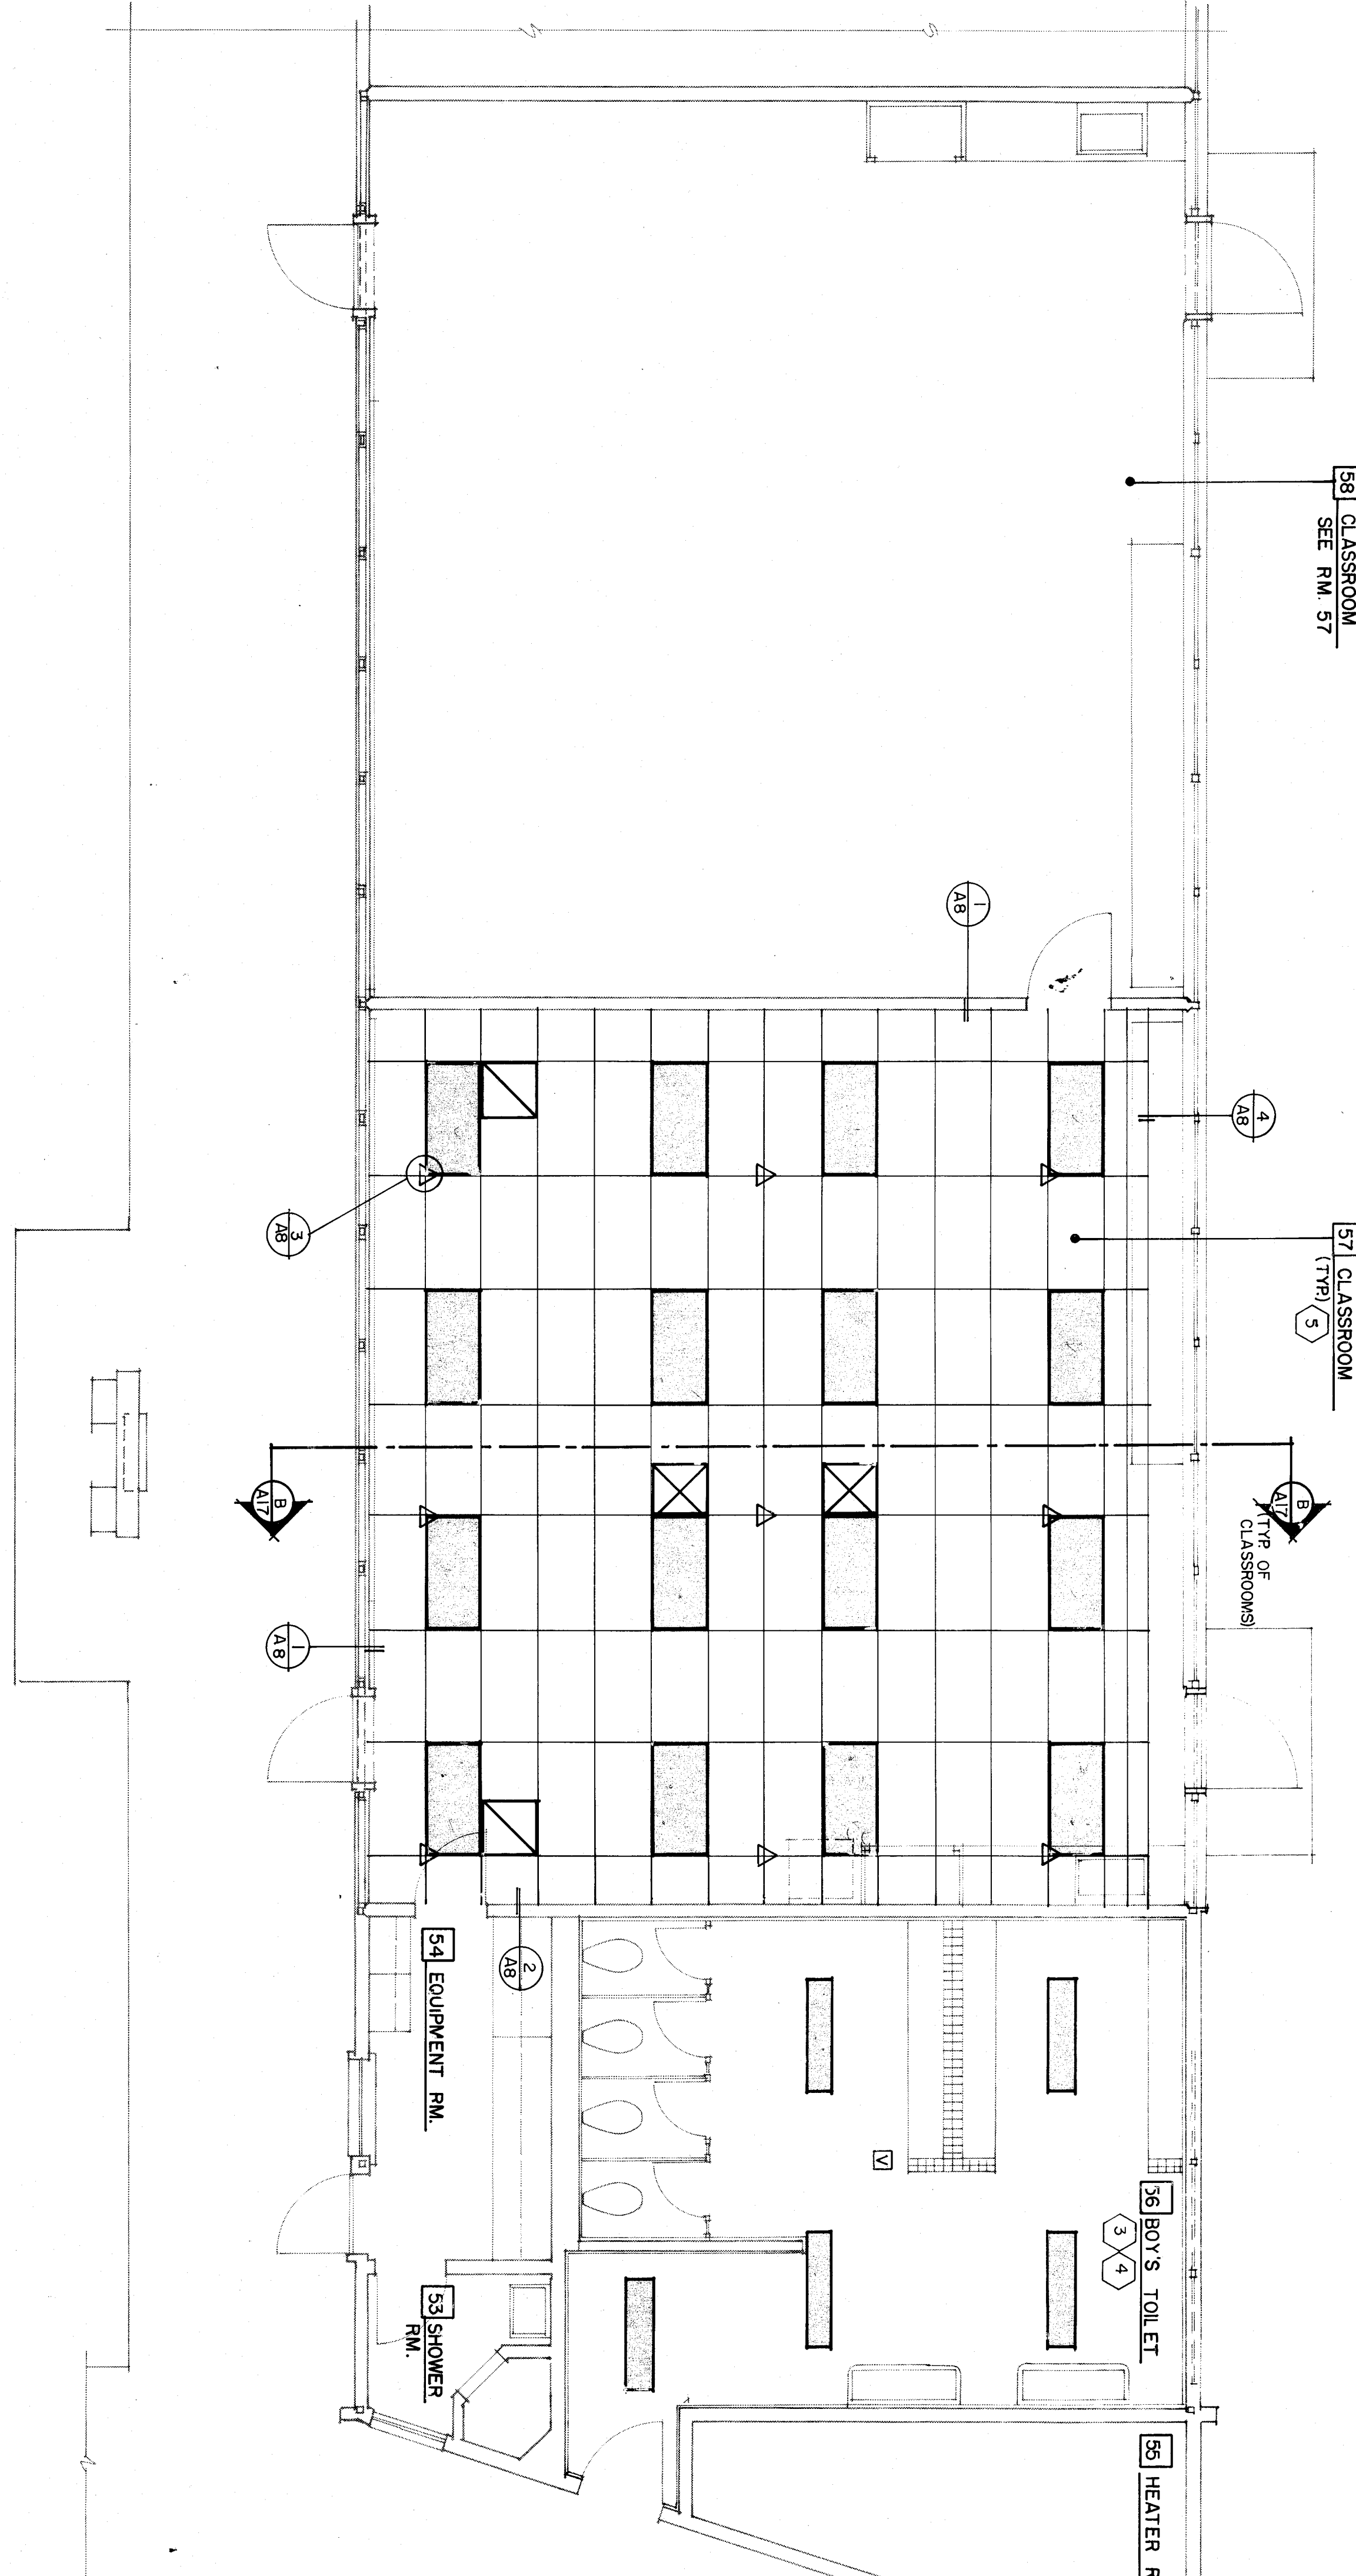 58 CLASSROOM
SEE RM. 57
1
A8
4
A8
3
A8
57 CLASSROOM
(TYP.) 5
B
A17
B
A17
(TYP. OF
CLASSROOMS)
1
A8
2
A8
54 EQUIPMENT RM.
V
56 BOY'S TOILET
3 4
53 SHOWER
RM.
55 HEATER R